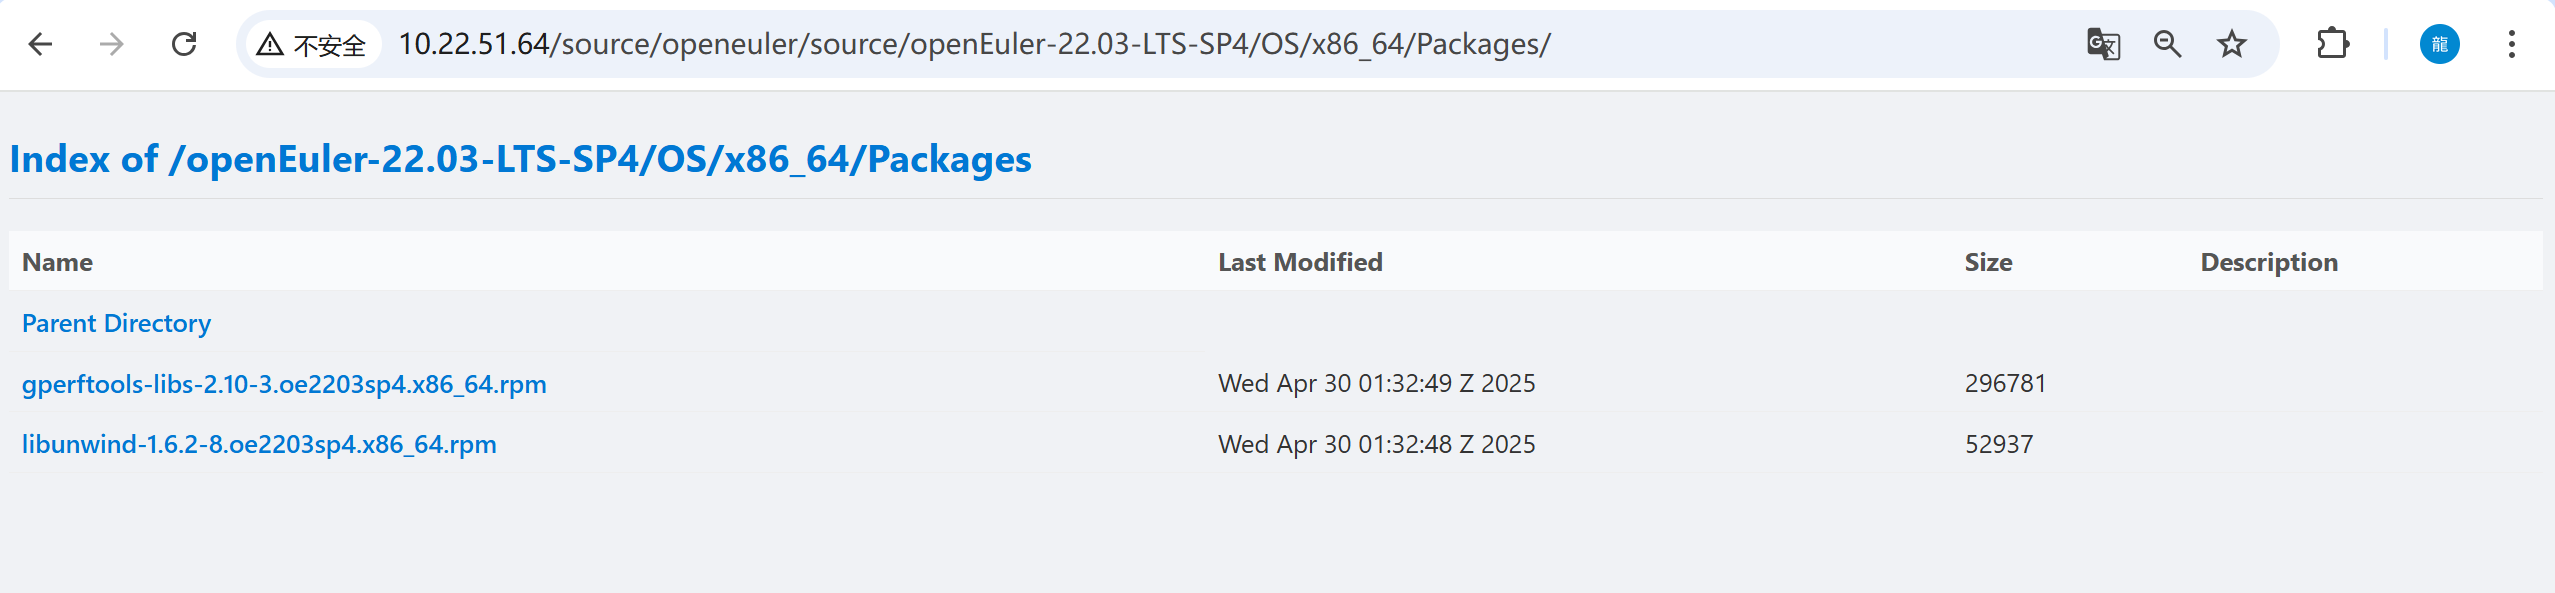 不安全 10.22.51.64/source/openeuler/source/openEuler-22.03-LTS-SP4/OS/x86_64/Packages/ 龍
Index of /openEuler-22.03-LTS-SP4/OS/x86_64/Packages
Name Last Modified Size Description
Parent Directory
gperftools-libs-2.10-3.oe2203sp4.x86_64.rpm Wed Apr 30 01:32:49 Z 2025 296781
libunwind-1.6.2-8.oe2203sp4.x86_64.rpm Wed Apr 30 01:32:48 Z 2025 52937